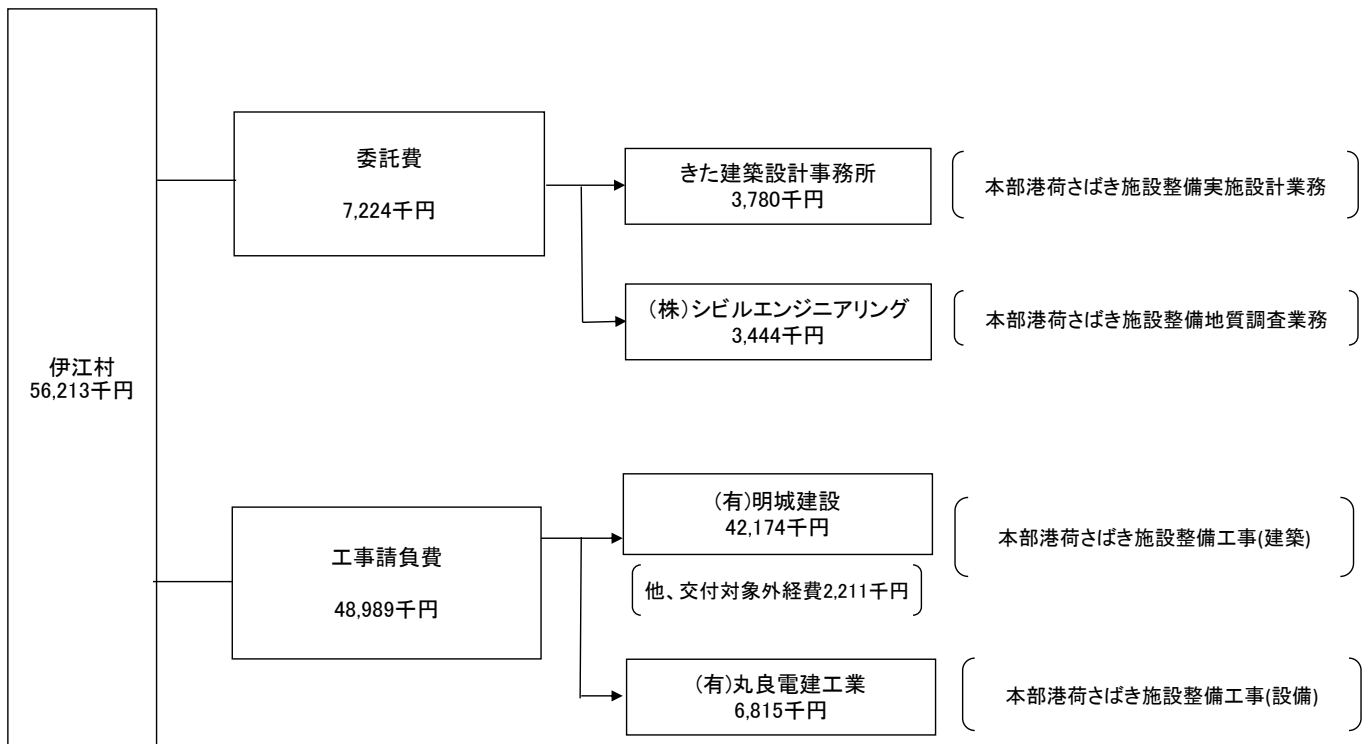 伊江村
56,213千円
委託費
7,224千円
きた建築設計事務所
3,780千円
本部港荷さばき施設整備実施設計業務
(株)シビルエンジニアリング
3,444千円
本部港荷さばき施設整備地質調査業務
工事請負費
48,989千円
(有)明城建設
42,174千円
他、交付対象外経費2,211千円
本部港荷さばき施設整備工事(建築)
(有)丸良電建工業
6,815千円
本部港荷さばき施設整備工事(設備)